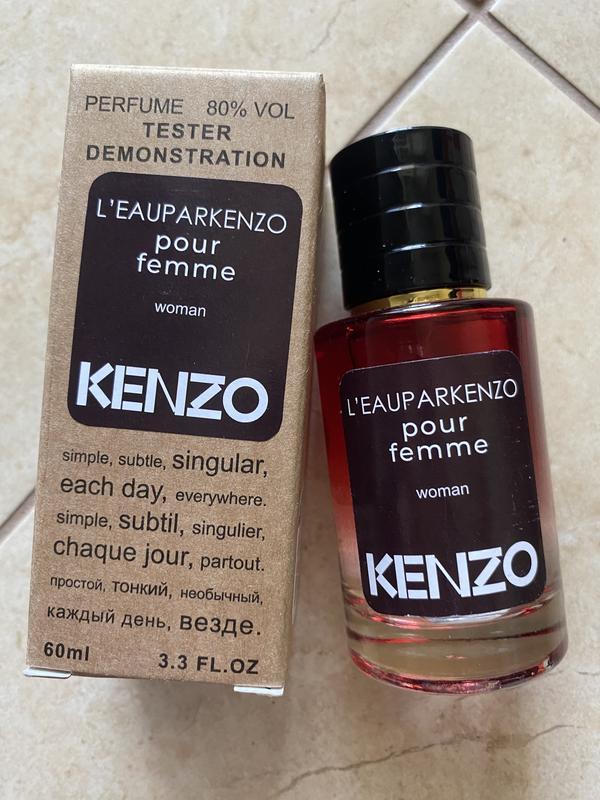 PERFUME 80% VOL
TESTER
DEMONSTRATION
L'EAUPARKENZO
pour
femme
woman
KENZO
simple, subtle, singular,
each day, everywhere.
simple, subtil, singulier,
chaque jour, partout.
простой, тонкий, необычный,
каждый день, везде.
60ml 3.3 FL.OZ
L'EAUPARKENZO
pour
femme
woman
KENZO